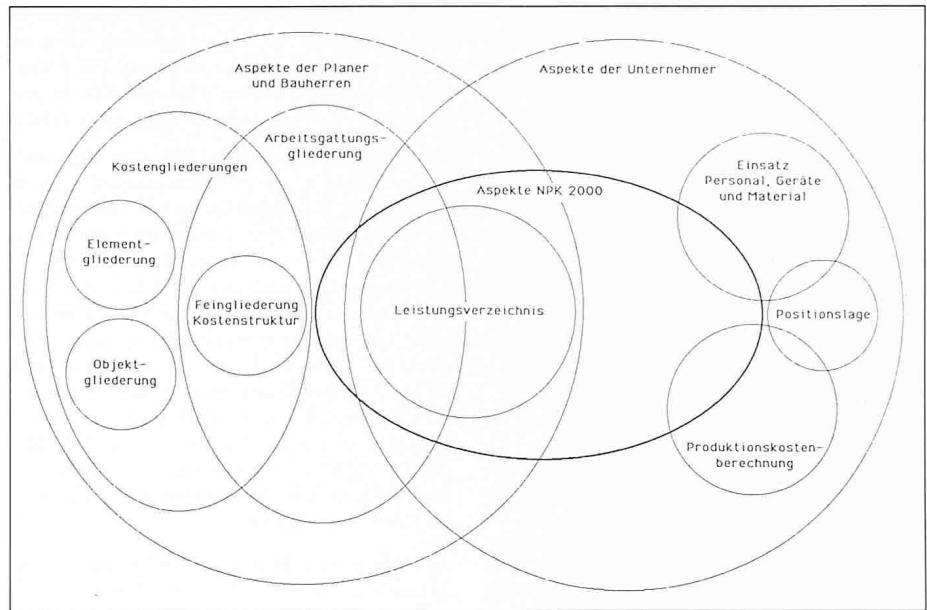 Aspekte der Planer
und Bauherren
Aspekte der Unternehmer
Arbeitsgattungs-
gliederung
Kostengliederungen
Einsatz
Personal, Geräte
und Material
Aspekte NPK 2000
Element-
gliederung
Feingliederung
Kostenstruktur
Leistungsverzeichnis
Positionslage
Objekt-
gliederung
Produktionskosten-
berechnung